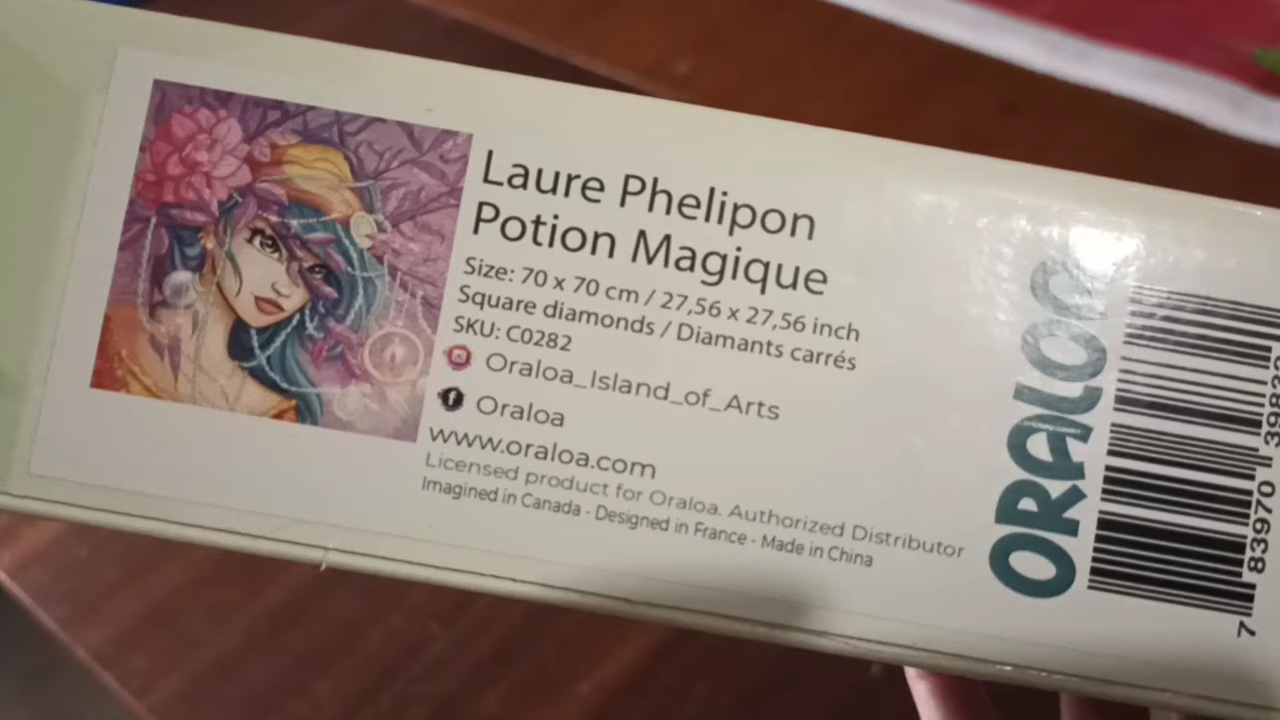 Laure Phelipon
Potion Magique
Size: 70 x 70 cm / 27,56 x 27,56 inch
Square diamonds / Diamants carrés
SKU: C0282
Oraloa_Island_of_Arts
Oraloa
www.oraloa.com
Licensed product for Oraloa. Authorized Distributor
Imagined in Canada - Designed in France - Made in China
ORALOA
7 83970